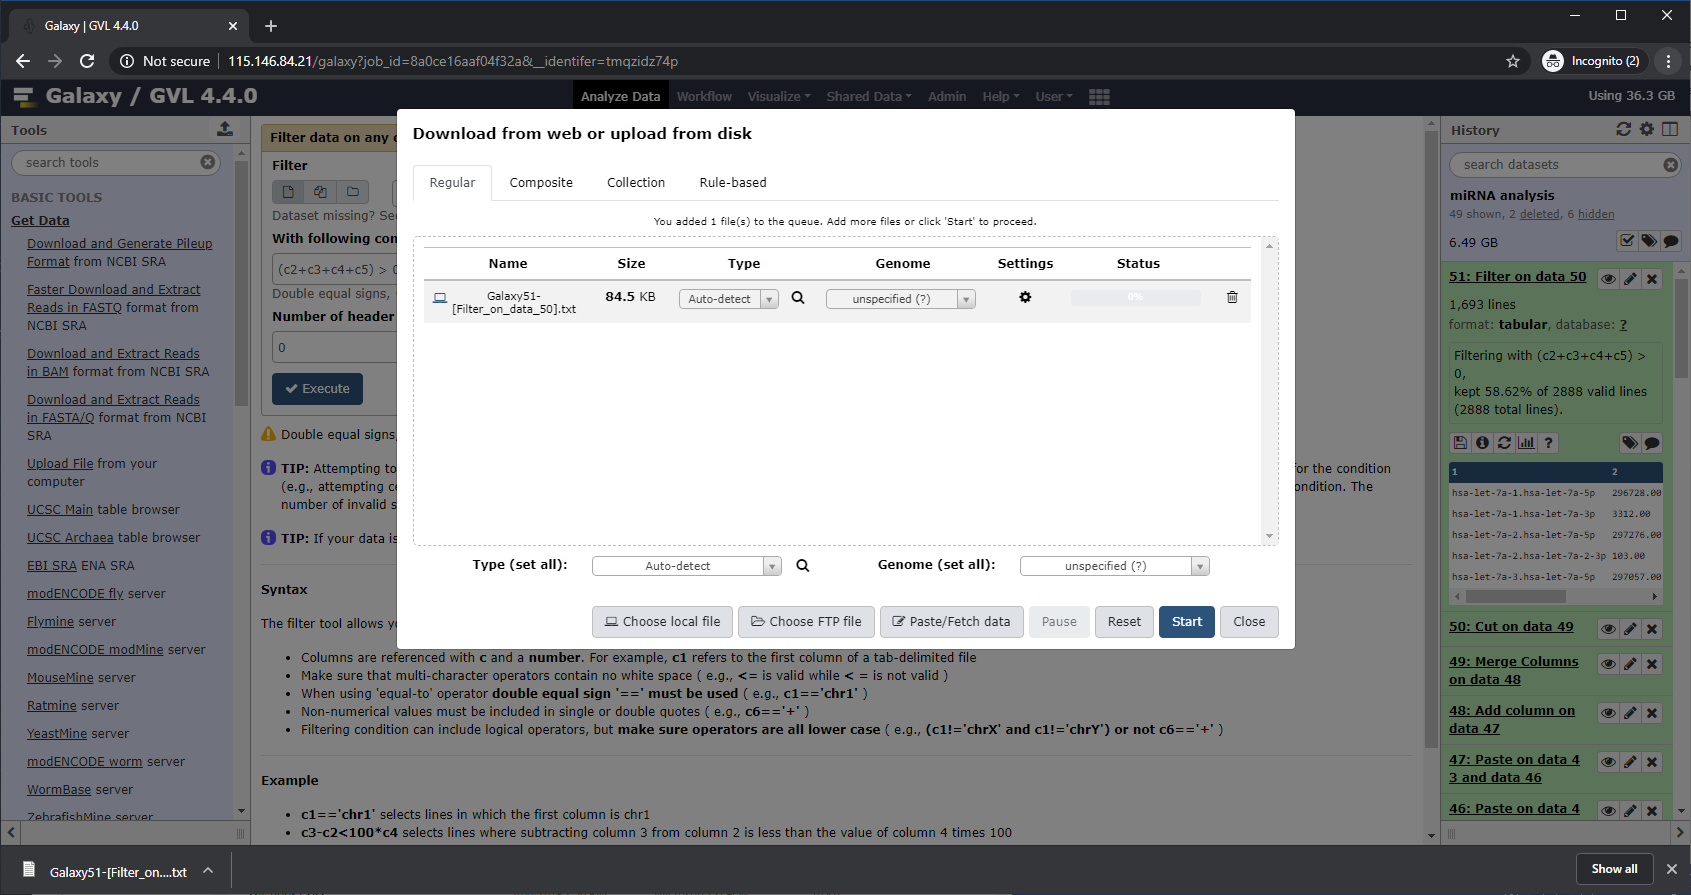 Galaxy | GVL 4.4.0
Not secure
115.146.84.21/galaxy?job_id=8a0ce16aaf04f32a&__identifer=tmqzidz74p
Incognito (2)
Galaxy / GVL 4.4.0
Analyze Data
Workflow
Visualize
Shared Data
Admin
Help
User
Using 36.3 GB
Tools
search tools
BASIC TOOLS
Get Data
Download and Generate Pileup
Format from NCBI SRA
Faster Download and Extract
Reads in FASTQ format from
NCBI SRA
Download and Extract Reads
in BAM format from NCBI SRA
Download and Extract Reads
in FASTA/Q format from NCBI
SRA
Upload File from your
computer
UCSC Main table browser
UCSC Archaea table browser
EBI SRA ENA SRA
modENCODE fly server
Flymine server
modENCODE modMine server
MouseMine server
Ratmine server
YeastMine server
modENCODE worm server
WormBase server
ZebrafishMine server
Filter data on any c
Filter
Dataset missing? Se
With following con
(c2+c3+c4+c5) > 0
Double equal signs,
Number of header
0
Execute
Double equal signs,
TIP: Attempting to
(e.g., attempting c
number of invalid s
for the condition
ondition. The
TIP: If your data is
Syntax
The filter tool allows y
Columns are referenced with c and a number. For example, c1 refers to the first column of a tab-delimited file
Make sure that multi-character operators contain no white space ( e.g., <= is valid while < = is not valid )
When using 'equal-to' operator double equal sign '==' must be used ( e.g., c1=='chr1' )
Non-numerical values must be included in single or double quotes ( e.g., c6=='+' )
Filtering condition can include logical operators, but make sure operators are all lower case ( e.g., (c1!='chrX' and c1!='chrY') or not c6=='+' )
Example
c1=='chr1' selects lines in which the first column is chr1
c3-c2<100*c4 selects lines where subtracting column 3 from column 2 is less than the value of column 4 times 100
Download from web or upload from disk
Regular
Composite
Collection
Rule-based
You added 1 file(s) to the queue. Add more files or click 'Start' to proceed.
Name
Size
Type
Genome
Settings
Status
Galaxy51-
[Filter_on_data_50].txt
84.5 KB
Auto-detect
unspecified (?)
0%
Type (set all):
Auto-detect
Genome (set all):
unspecified (?)
Choose local file
Choose FTP file
Paste/Fetch data
Pause
Reset
Start
Close
History
search datasets
miRNA analysis
49 shown, 2 deleted, 6 hidden
6.49 GB
51: Filter on data 50
1,693 lines
format: tabular, database: ?
Filtering with (c2+c3+c4+c5) >
0,
kept 58.62% of 2888 valid lines
(2888 total lines).
1 2
hsa-let-7a-1.hsa-let-7a-5p 296728.00
hsa-let-7a-1.hsa-let-7a-3p 3312.00
hsa-let-7a-2.hsa-let-7a-5p 297276.00
hsa-let-7a-2.hsa-let-7a-2-3p 103.00
hsa-let-7a-3.hsa-let-7a-5p 297057.00
50: Cut on data 49
49: Merge Columns
on data 48
48: Add column on
data 47
47: Paste on data 4
3 and data 46
46: Paste on data 4
Galaxy51-[Filter_on....txt
Show all